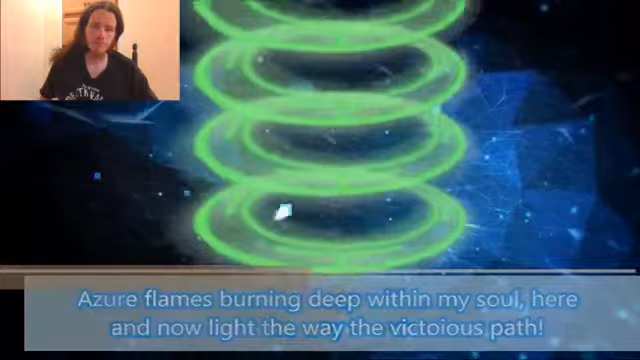 Azure flames burning deep within my soul, here
and now light the way the victoious path!